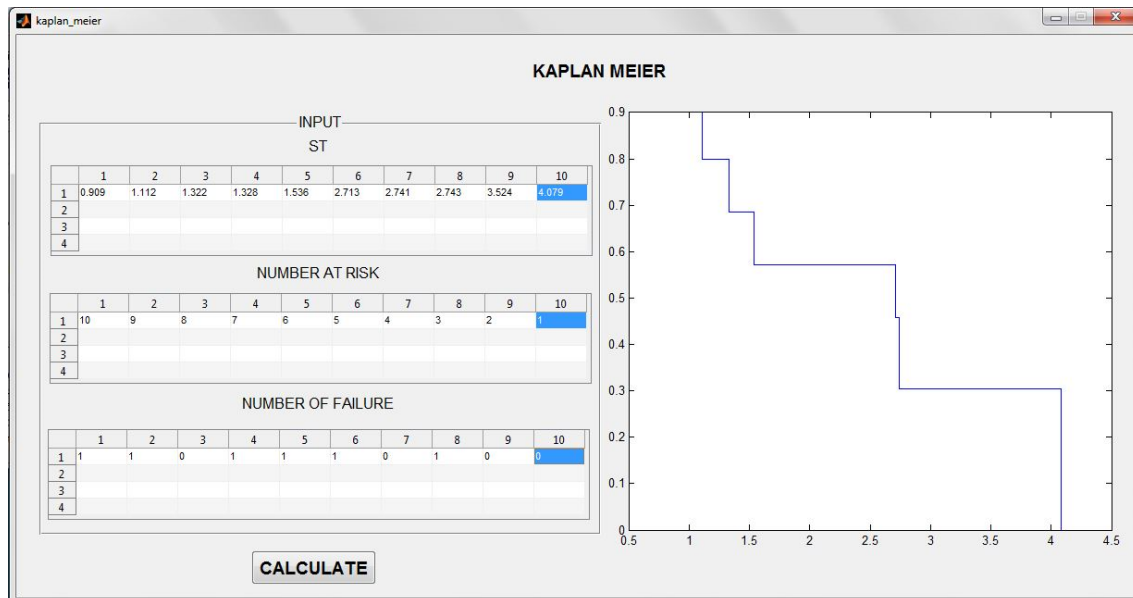 kaplan_meier
KAPLAN MEIER
INPUT
ST
1 2 3 4 5 6 7 8 9 10
1 0.909 1.112 1.322 1.328 1.536 2.713 2.741 2.743 3.524 4.079
2
3
4
NUMBER AT RISK
1 2 3 4 5 6 7 8 9 10
1 10 9 8 7 6 5 4 3 2 1
2
3
4
NUMBER OF FAILURE
1 2 3 4 5 6 7 8 9 10
1 1 1 0 1 1 1 0 1 0 0
2
3
4
CALCULATE
0.9
0.8
0.7
0.6
0.5
0.4
0.3
0.2
0.1
0
0.5 1 1.5 2 2.5 3 3.5 4 4.5